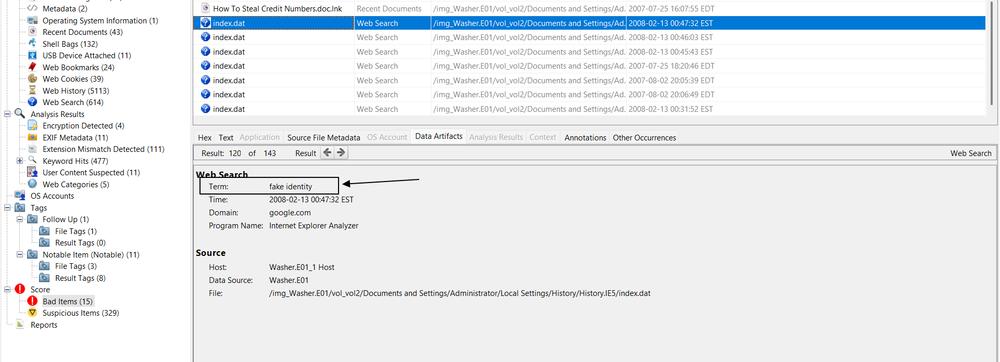 Metadata (2)
Operating System Information (1)
Recent Documents (43)
Shell Bags (132)
USB Device Attached (11)
Web Bookmarks (24)
Web Cookies (39)
Web History (5113)
Web Search (614)
Analysis Results
Encryption Detected (4)
EXIF Metadata (11)
Extension Mismatch Detected (111)
Keyword Hits (477)
User Content Suspected (11)
Web Categories (5)
OS Accounts
Tags
Follow Up (1)
File Tags (1)
Result Tags (0)
Notable Item (Notable) (11)
File Tags (3)
Result Tags (8)
Score
Bad Items (15)
Suspicious Items (329)
Reports
How To Steal Credit Numbers.doc.lnk Recent Documents /img_Washer.E01/vol_vol2/Documents and Settings/Ad... 2007-07-25 16:07:55 EDT
index.dat Web Search /img_Washer.E01/vol_vol2/Documents and Settings/Ad... 2008-02-13 00:47:32 EST
index.dat Web Search /img_Washer.E01/vol_vol2/Documents and Settings/Ad... 2008-02-13 00:46:03 EST
index.dat Web Search /img_Washer.E01/vol_vol2/Documents and Settings/Ad... 2008-02-13 00:45:43 EST
index.dat Web Search /img_Washer.E01/vol_vol2/Documents and Settings/Ad... 2007-07-25 18:20:46 EDT
index.dat Web Search /img_Washer.E01/vol_vol2/Documents and Settings/Ad... 2007-08-02 20:05:39 EDT
index.dat Web Search /img_Washer.E01/vol_vol2/Documents and Settings/Ad... 2007-08-02 20:06:49 EDT
index.dat Web Search /img_Washer.E01/vol_vol2/Documents and Settings/Ad... 2008-02-13 00:31:52 EST
Hex Text Application Source File Metadata OS Account Data Artifacts Analysis Results Context Annotations Other Occurrences
Result: 120 of 143 Result Web Search
Web Search
Term: fake identity
Time: 2008-02-13 00:47:32 EST
Domain: google.com
Program Name: Internet Explorer Analyzer
Source
Host: Washer.E01_1 Host
Data Source: Washer.E01
File: /img_Washer.E01/vol_vol2/Documents and Settings/Administrator/Local Settings/History/History.IE5/index.dat